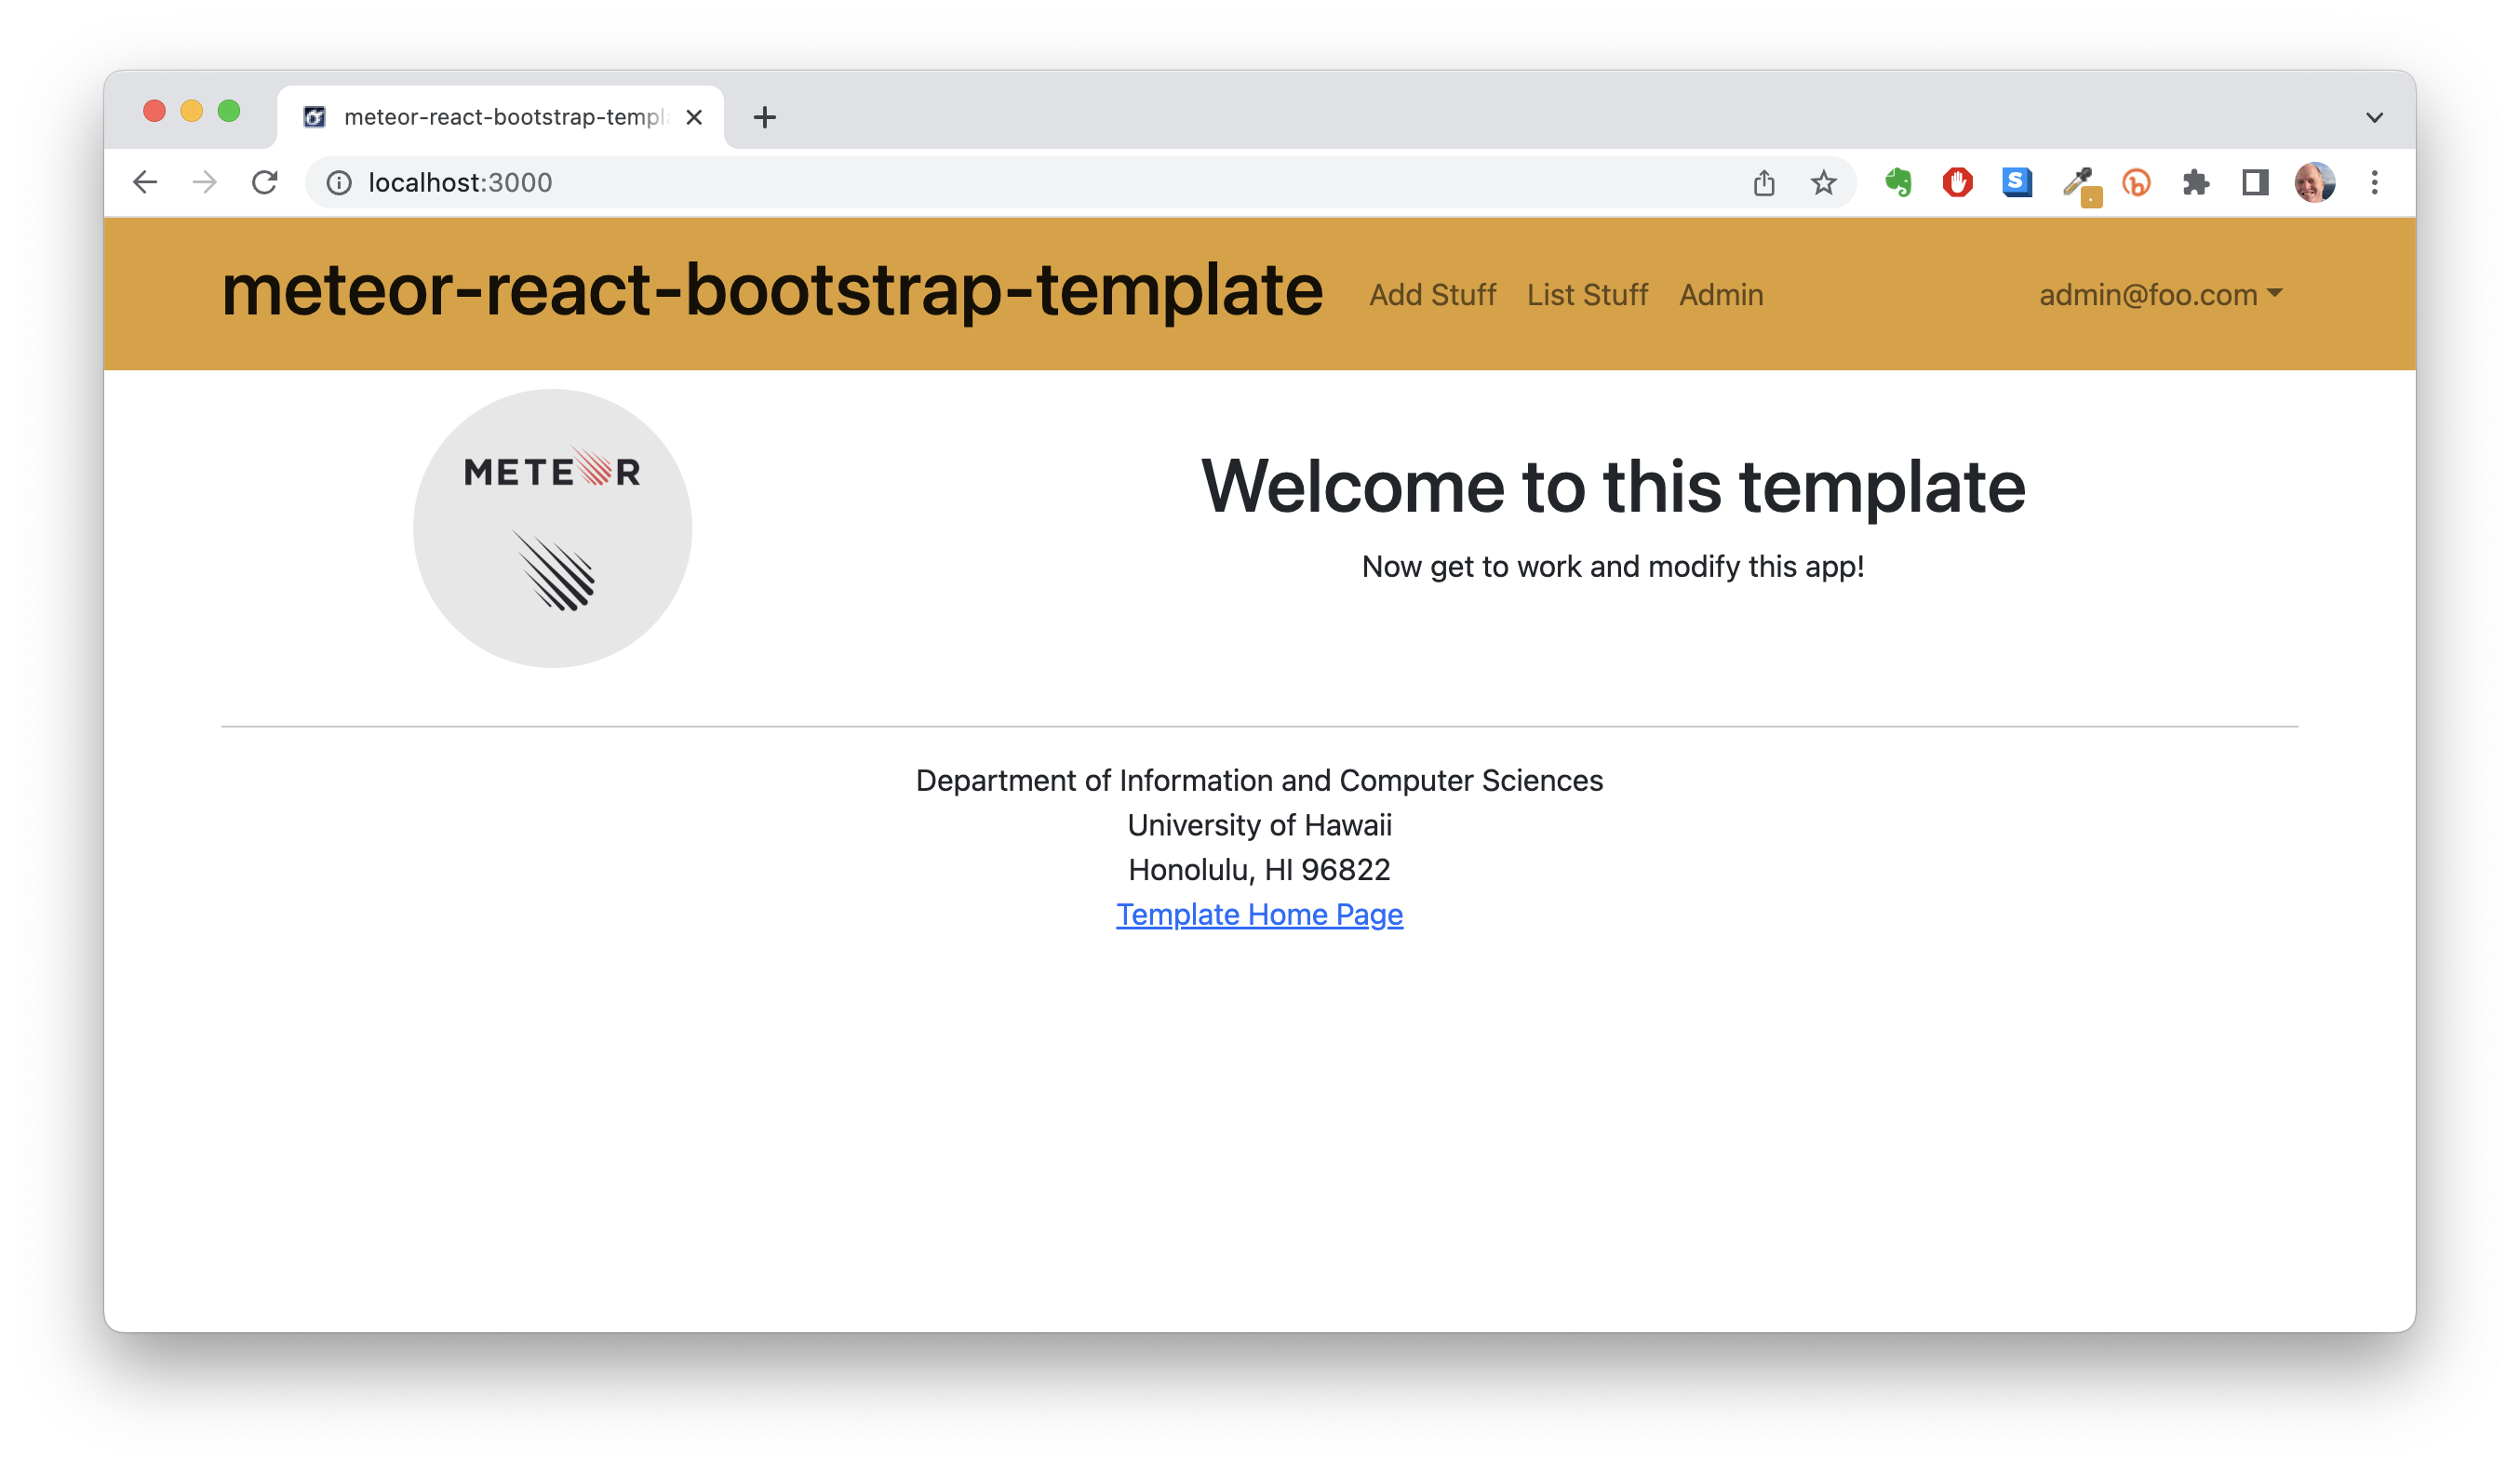 meteor-react-bootstrap-templ
localhost:3000
meteor-react-bootstrap-template Add Stuff List Stuff Admin admin@foo.com
METEOR
Welcome to this template
Now get to work and modify this app!
Department of Information and Computer Sciences
University of Hawaii
Honolulu, HI 96822
Template Home Page